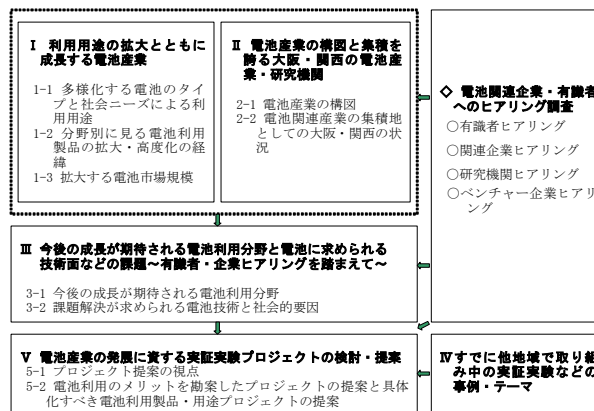 Ⅰ 利用用途の拡大とともに
成長する電池産業
1-1 多様化する電池のタイ
プと社会ニーズによる利
用用途
1-2 分野別に見る電池利用
製品の拡大・高度化の経
緯
1-3 拡大する電池市場規模
Ⅱ 電池産業の構図と集積を
誇る大阪・関西の電池産
業・研究機関
2-1 電池産業の構図
2-2 電池関連産業の集積地
としての大阪・関西の状
況
◇ 電池関連企業・有識者
へのヒアリング調査
○有識者ヒアリング
○関連企業ヒアリング
○研究機関ヒアリング
○ベンチャー企業ヒアリ
ング
Ⅲ 今後の成長が期待される電池利用分野と電池に求められる
技術面などの課題～有識者・企業ヒアリングを踏まえて～
3-1 今後の成長が期待される電池利用分野
3-2 課題解決が求められる電池技術と社会的要因
Ⅴ 電池産業の発展に資する実証実験プロジェクトの検討・提案
5-1 プロジェクト提案の視点
5-2 電池利用のメリットを勘案したプロジェクトの提案と具体
化すべき電池利用製品・用途プロジェクトの提案
Ⅳすでに他地域で取り組
み中の実証実験などの
事例・テーマ